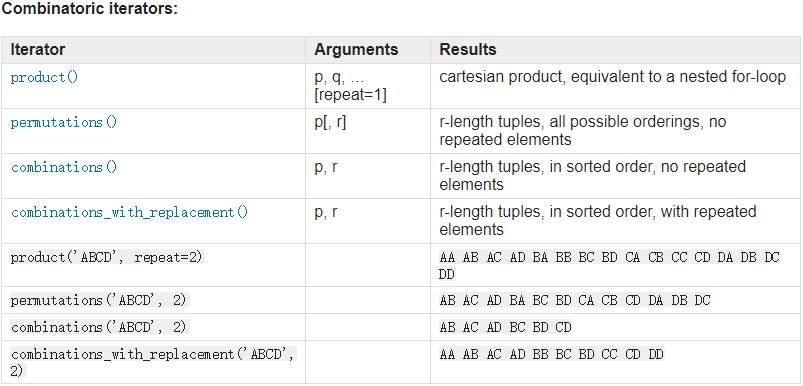 Combinatoric iterators:
Iterator Arguments Results
product() p, q, … cartesian product, equivalent to a nested for-loop
[repeat=1]
permutations() p[, r] r-length tuples, all possible orderings, no
repeated elements
combinations() p, r r-length tuples, in sorted order, no repeated
elements
combinations_with_replacement() p, r r-length tuples, in sorted order, with repeated
elements
product('ABCD', repeat=2) AA AB AC AD BA BB BC BD CA CB CC CD DA DB DC
DD
permutations('ABCD', 2) AB AC AD BA BC BD CA CB CD DA DB DC
combinations('ABCD', 2) AB AC AD BC BD CD
combinations_with_replacement('ABCD', AA AB AC AD BB BC BD CC CD DD
2)